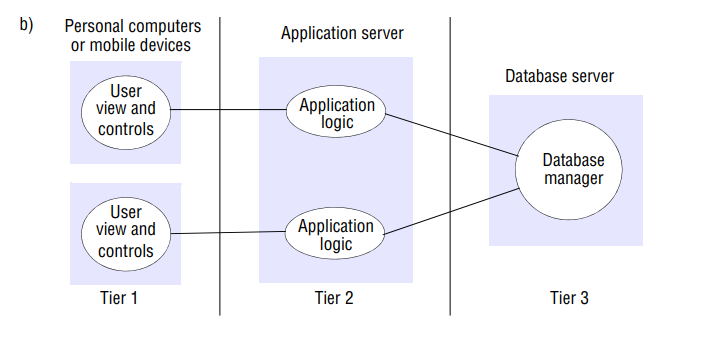 b)
Personal computers
or mobile devices
Application server
Database server
User
view and
controls
Application
logic
Database
manager
User
view and
controls
Application
logic
Tier 1
Tier 2
Tier 3